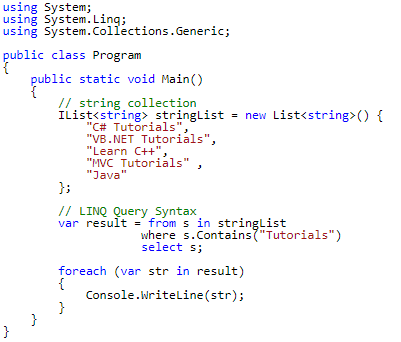 using System;
using System.Linq;
using System.Collections.Generic;
public class Program
{
public static void Main()
{
// string collection
IList<string> stringList = new List<string>() {
"C# Tutorials",
"VB.NET Tutorials",
"Learn C++",
"MVC Tutorials" ,
"Java"
};
// LINQ Query Syntax
var result = from s in stringList
where s.Contains("Tutorials")
select s;
foreach (var str in result)
{
Console.WriteLine(str);
}
}
}